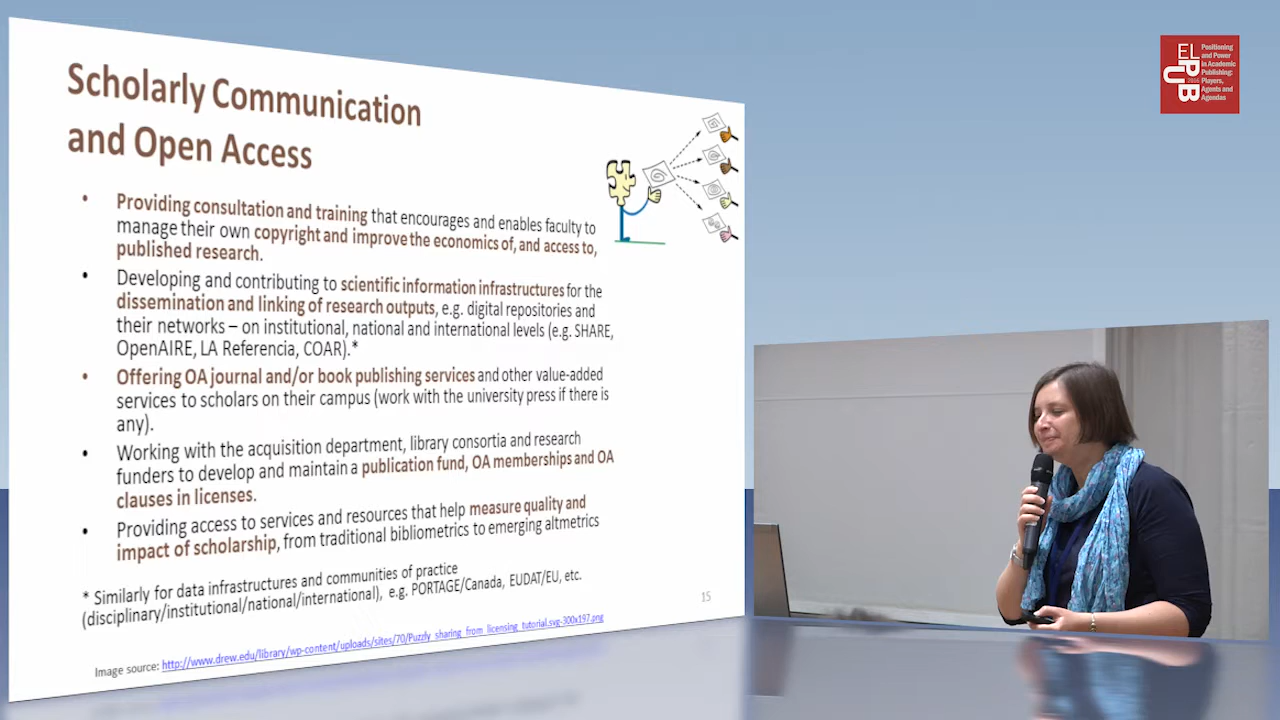 Scholarly Communication
and Open Access
• Providing consultation and training that encourages and enables faculty to
manage their own copyright and improve the economics of, and access to,
published research.
• Developing and contributing to scientific information infrastructures for the
dissemination and linking of research outputs, e.g. digital repositories and
their networks – on institutional, national and international levels (e.g. SHARE,
OpenAIRE, LA Referencia, COAR).*
• Offering OA journal and/or book publishing services and other value-added
services to scholars on their campus (work with the university press if there is
any).
• Working with the acquisition department, library consortia and research
funders to develop and maintain a publication fund, OA memberships and OA
clauses in licenses.
• Providing access to services and resources that help measure quality and
impact of scholarship, from traditional bibliometrics to emerging altmetrics
* Similarly for data infrastructures and communities of practice
(disciplinary/institutional/national/international), e.g. PORTAGE/Canada, EUDAT/EU, etc.
15
Image source: http://www.drew.edu/library/wp-content/uploads/sites/70/Puzzly_sharing_from_licensing_tutorial.svg-300x197.png
EL
PUB
2016
Positioning
and Power
in Academic
Publishing:
Players,
Agents and
Agendas